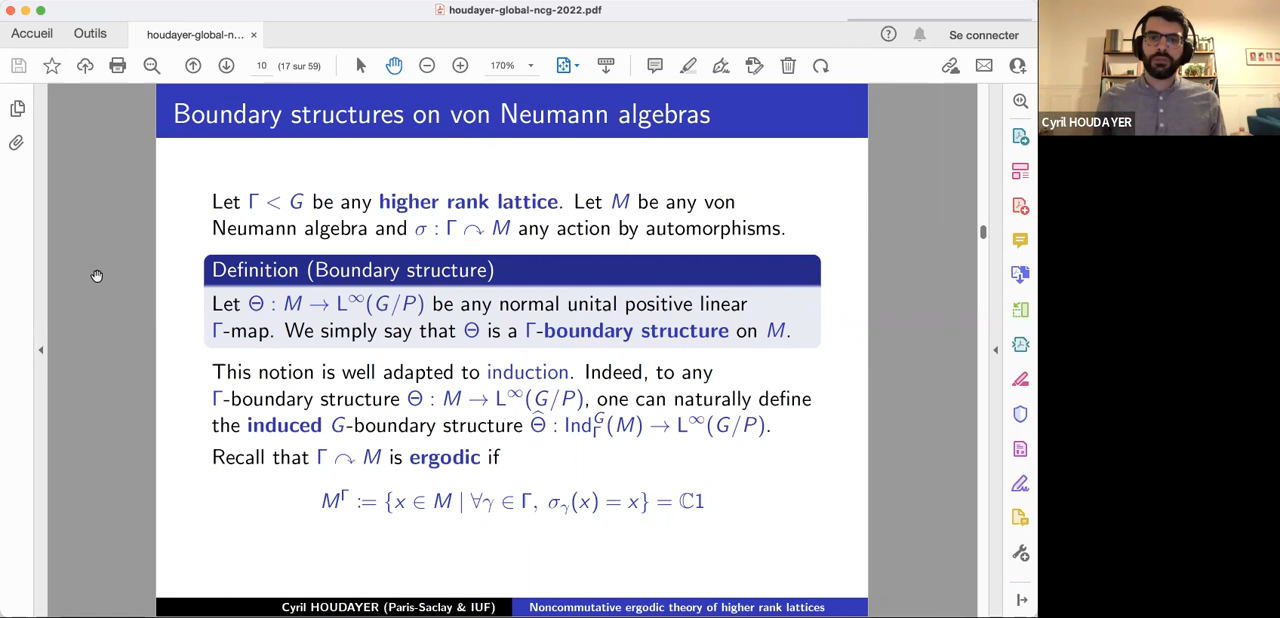 houdayer-global-ncg-2022.pdf
Accueil Outils houdayer-global-n... × Se connecter
10 (17 sur 59) 170%
Boundary structures on von Neumann algebras
Let Γ < G be any higher rank lattice. Let M be any von
Neumann algebra and σ : Γ ↷ M any action by automorphisms.
Definition (Boundary structure)
Let Θ : M → L^∞(G/P) be any normal unital positive linear
Γ-map. We simply say that Θ is a Γ-boundary structure on M.
This notion is well adapted to induction. Indeed, to any
Γ-boundary structure Θ : M → L^∞(G/P), one can naturally define
the induced G-boundary structure Θ̂ : Ind_Γ^G(M) → L^∞(G/P).
Recall that Γ ↷ M is ergodic if
M^Γ := {x ∈ M | ∀γ ∈ Γ, σ_γ(x) = x} = ℂ1
Cyril HOUDAYER (Paris-Saclay & IUF) Noncommutative ergodic theory of higher rank lattices
Cyril HOUDAYER